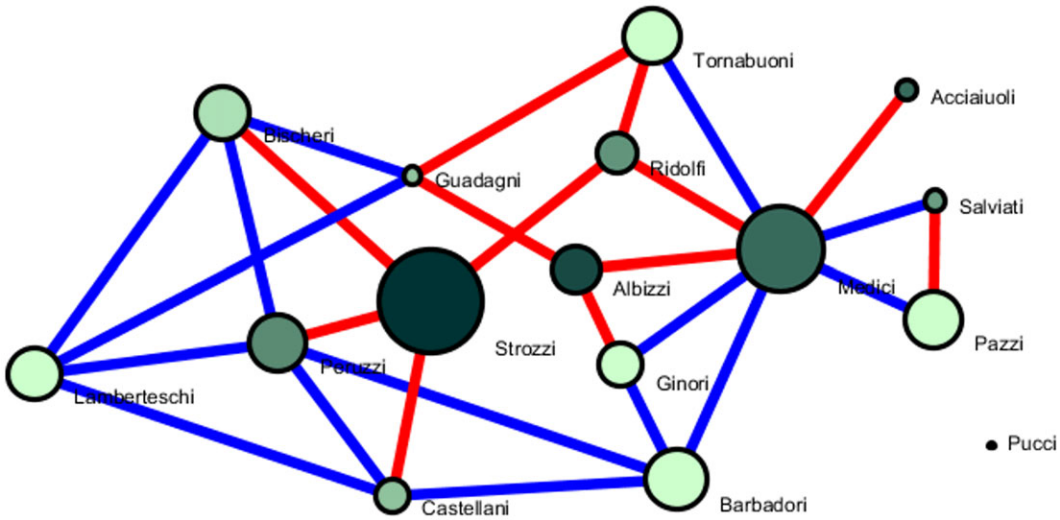 Tornabuoni
Acciaiuoli
Bischeri
Ridolfi
Guadagni
Salviati
Albizzi
Medici
Strozzi
Pazzi
Peruzzi
Ginori
Lamberteschi
Pucci
Castellani
Barbadori